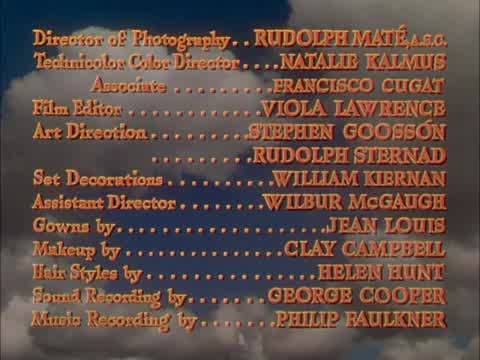 Director of Photography . . RUDOLPH MATÉ, A.S.C.
Technicolor Color Director . . . . NATALIE KALMUS
Associate . . . . . . . . . FRANCISCO CUGAT
Film Editor . . . . . . . . . . . . VIOLA LAWRENCE
Art Direction . . . . . . . . . STEPHEN GOOSSÓN
. . . . . . . . . RUDOLPH STERNAD
Set Decorations . . . . . . . . . . WILLIAM KIERNAN
Assistant Director . . . . . . . . WILBUR McGAUGH
Gowns by . . . . . . . . . . . . . . . . . . JEAN LOUIS
Makeup by . . . . . . . . . . . . . . CLAY CAMPBELL
Hair Styles by . . . . . . . . . . . . . . . HELEN HUNT
Sound Recording by . . . . . . . GEORGE COOPER
Music Recording by . . . . . . . PHILIP FAULKNER